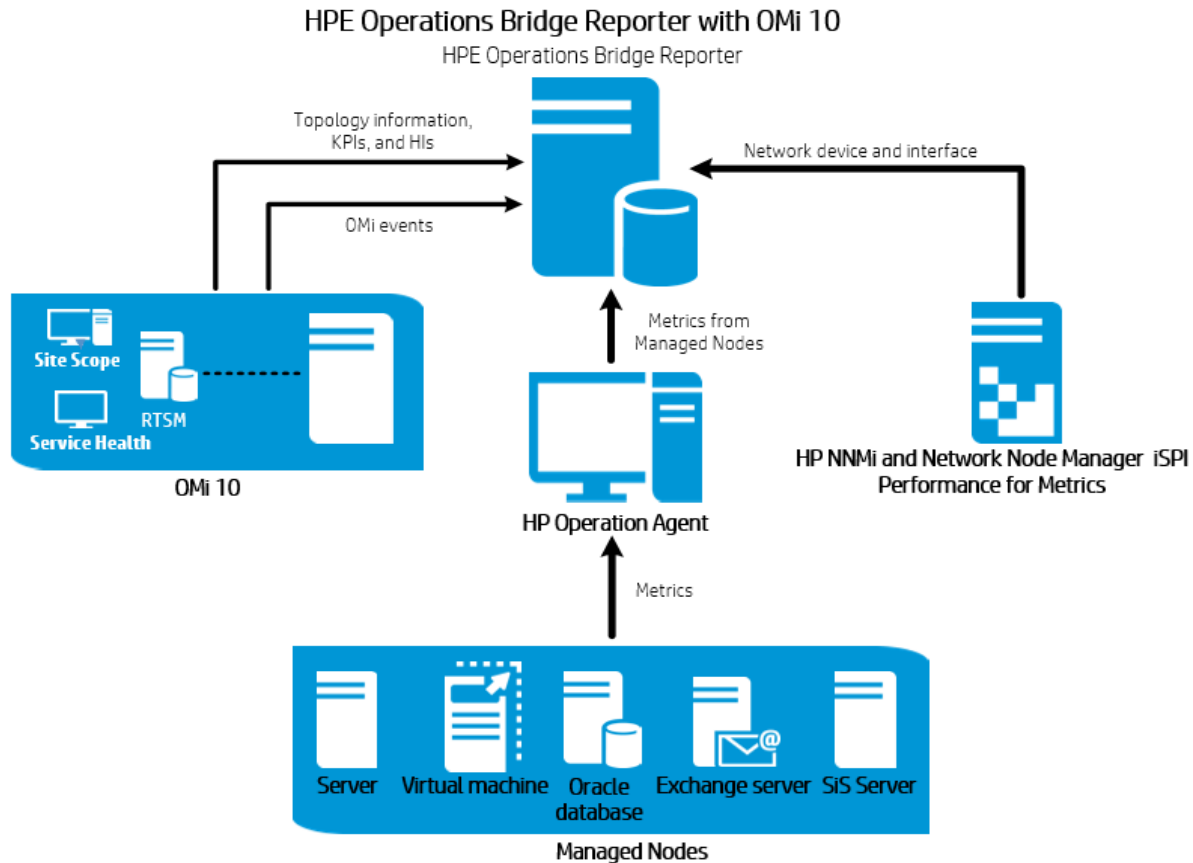 HPE Operations Bridge Reporter with OMi 10
HPE Operations Bridge Reporter
Topology information,
KPIs, and HIs
Network device and interface
OMi events
Metrics from
Managed Nodes
Site Scope
RTSM
Service Health
OMi 10
HP NNMi and Network Node Manager iSPI
Performance for Metrics
HP Operation Agent
Metrics
@
Server
Virtual machine
Oracle
database
Exchange server
SiS Server
Managed Nodes